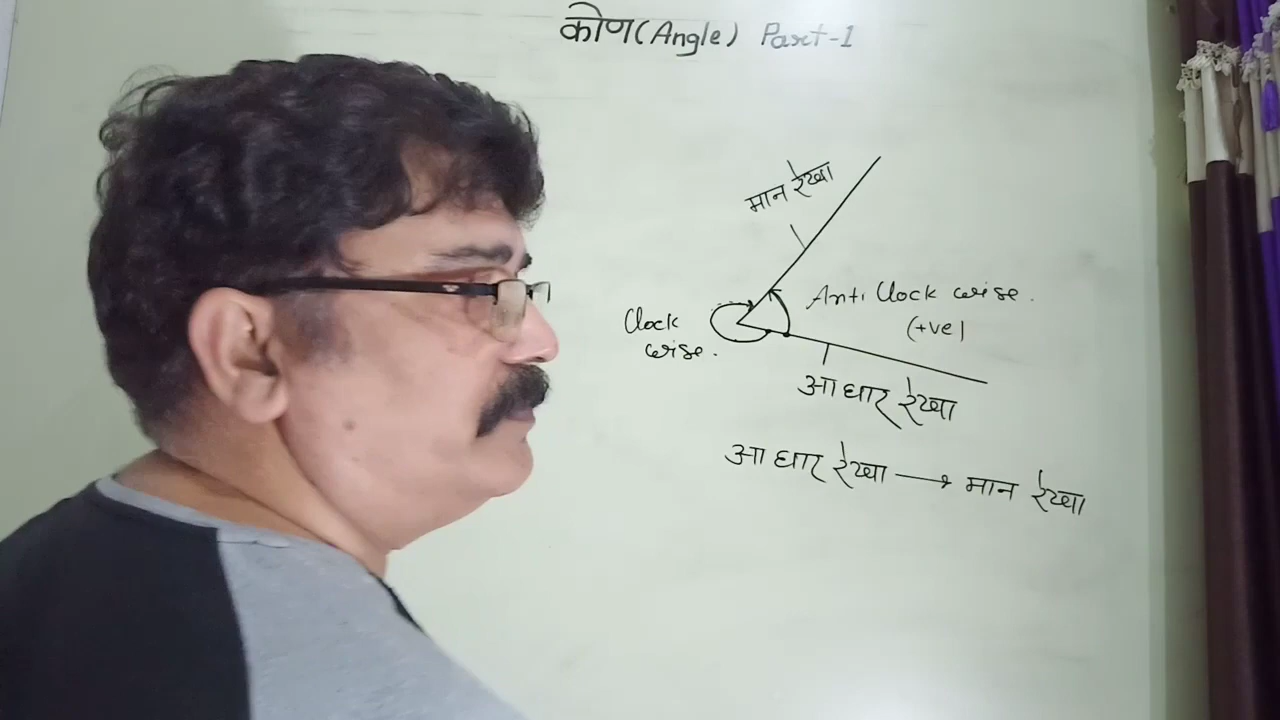 कोण (Angle) Part-1
मान रेखा
Anti Clock wise.
(+ve)
Clock
wise.
आधार रेखा
आधार रेखा → मान रेखा